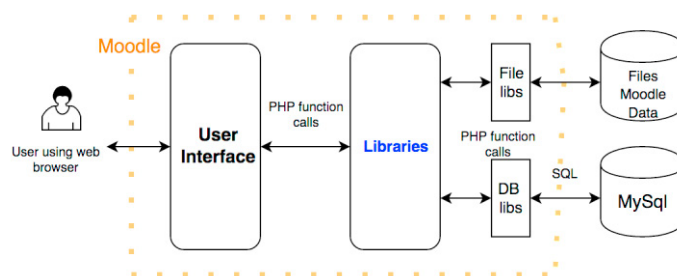 Moodle
User using web
browser
User
Interface
PHP function
calls
Libraries
File
libs
PHP function
calls
DB
libs
SQL
Files
Moodle
Data
MySql